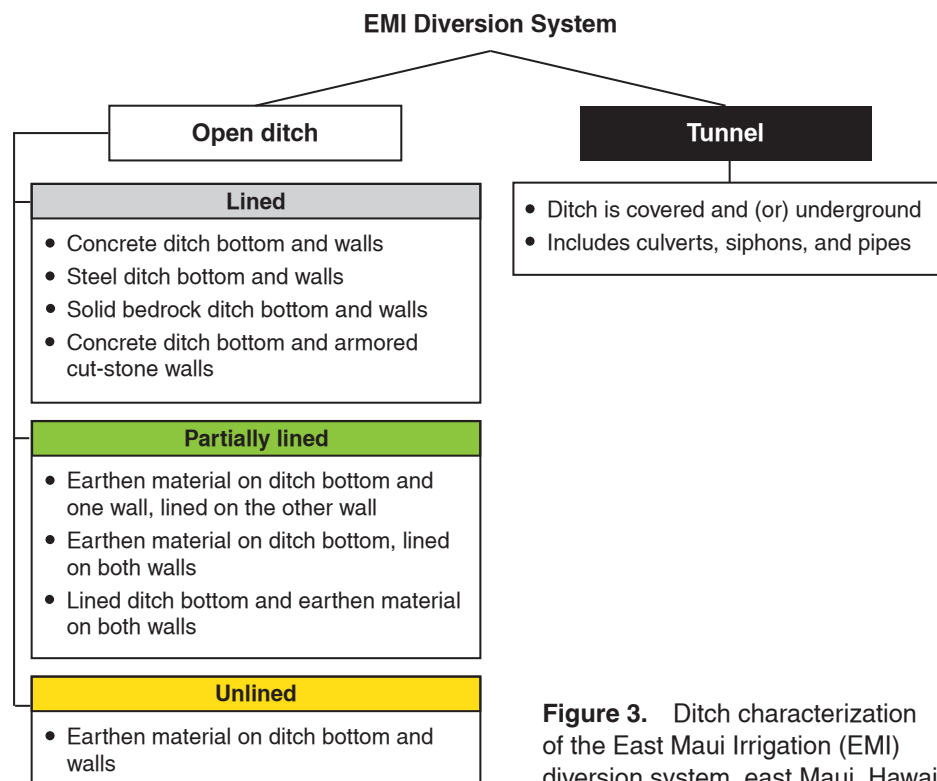 EMI Diversion System
Open ditch
Tunnel
Lined
• Concrete ditch bottom and walls
• Steel ditch bottom and walls
• Solid bedrock ditch bottom and walls
• Concrete ditch bottom and armored
cut-stone walls
• Ditch is covered and (or) underground
• Includes culverts, siphons, and pipes
Partially lined
• Earthen material on ditch bottom and
one wall, lined on the other wall
• Earthen material on ditch bottom, lined
on both walls
• Lined ditch bottom and earthen material
on both walls
Unlined
• Earthen material on ditch bottom and
walls
Figure 3. Ditch characterization
of the East Maui Irrigation (EMI)
diversion system, east Maui,